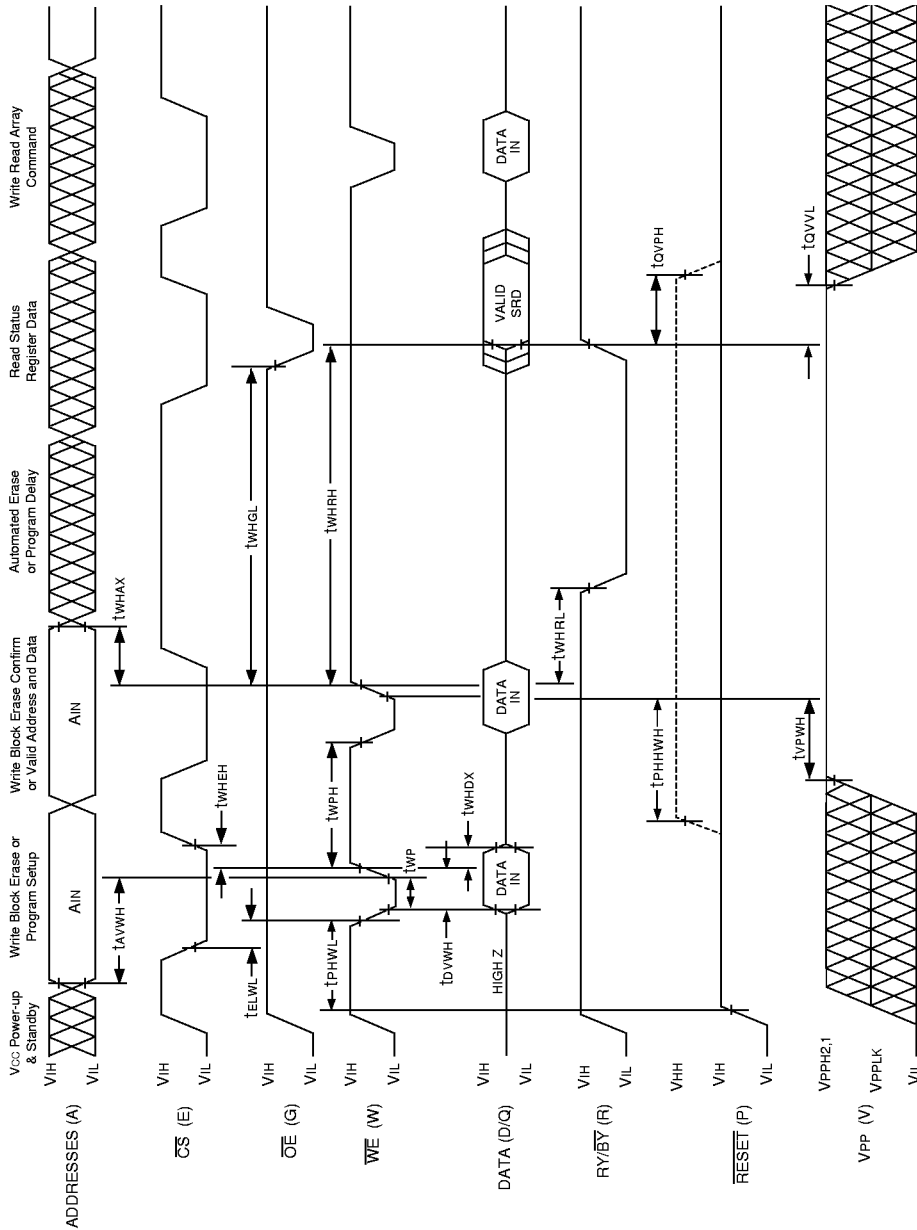 VCC Power-up
& Standby
Write Block Erase or
Program Setup
Write Block Erase Confirm
or Valid Address and Data
Automated Erase
or Program Delay
Read Status
Register Data
Write Read Array
Command
ADDRESSES (A)
VIH
VIL
AIN
AIN
tAVWH
tWHAX
CS (E)
VIH
VIL
tELWL
tWHEH
OE (G)
VIH
VIL
tWHGL
WE (W)
VIH
VIL
tPHWL
tWP
tWPH
tWHRH
tDVWH
tWHDX
DATA (D/Q)
VIH
VIL
HIGH Z
DATA
IN
DATA
IN
VALID
SRD
DATA
IN
RY/BY (R)
VIH
VIL
tWHRL
RESET (P)
VHH
VIH
VIL
tPHHWH
tQVPH
VPP (V)
VPPH2,1
VPPLK
VIL
tVPWH
tQVVL